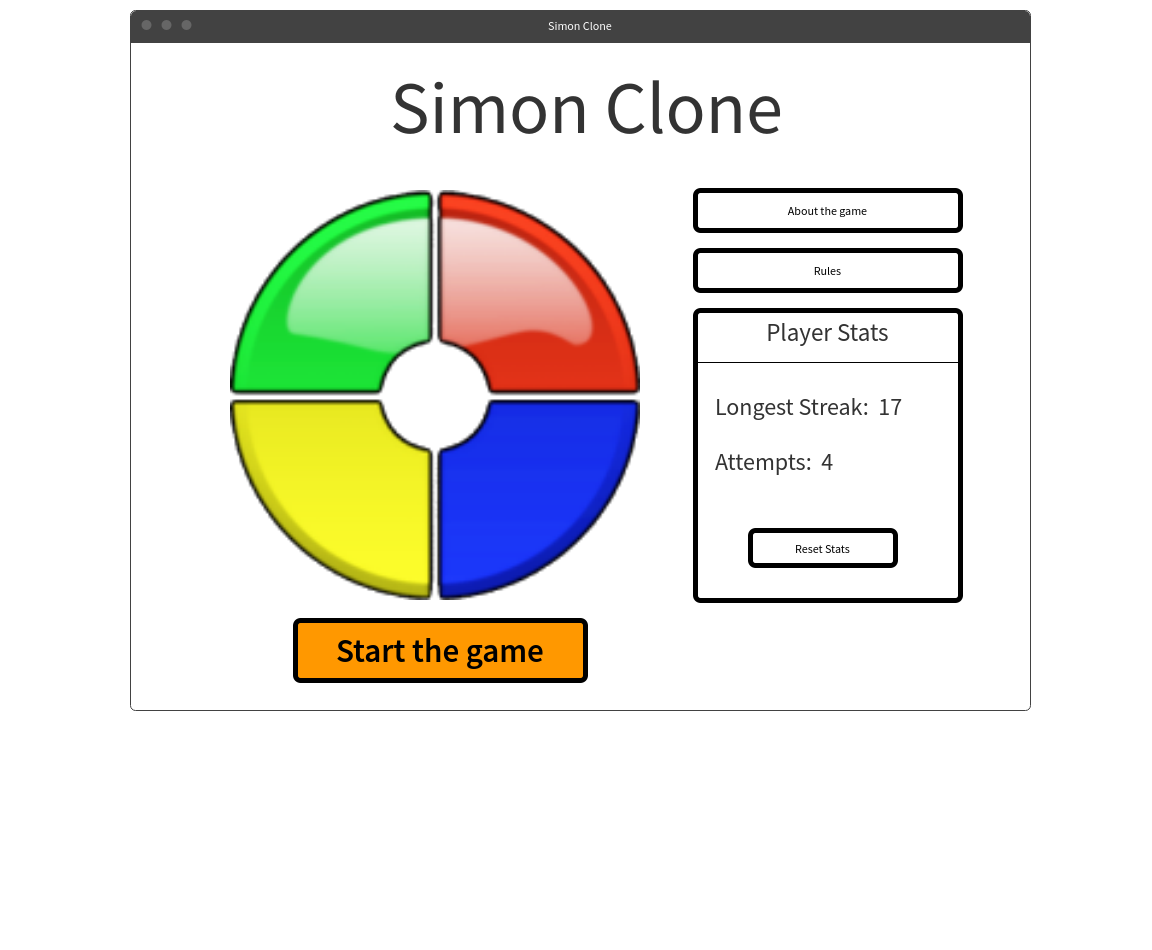 Simon Clone
Simon Clone
About the game
Rules
Player Stats
Longest Streak: 17
Attempts: 4
Reset Stats
Start the game